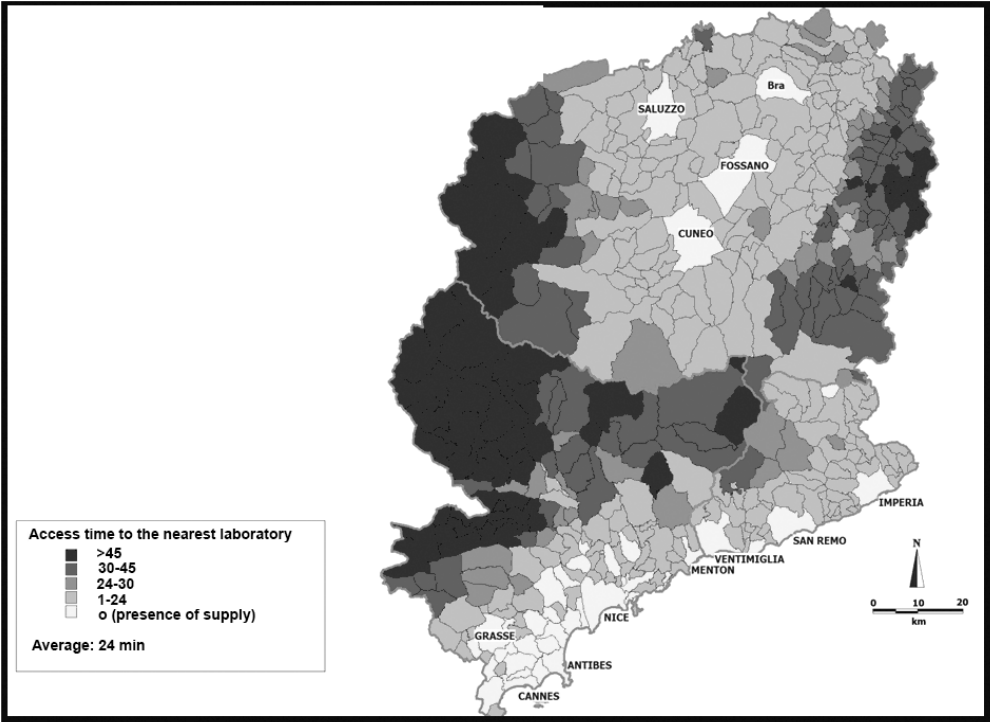 Bra
SALUZZO
FOSSANO
CUNEO
IMPERIA
SAN REMO
VENTIMIGLIA
MENTON
NICE
GRASSE
ANTIBES
CANNES
Access time to the nearest laboratory
>45
30-45
24-30
1-24
o (presence of supply)
Average: 24 min
N
0 10 20
km